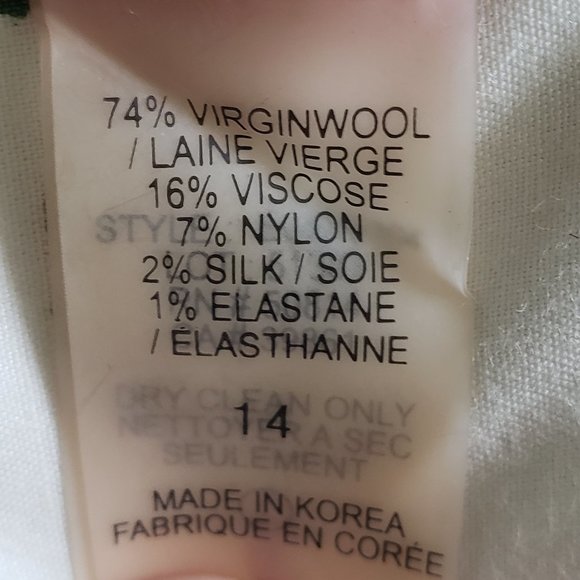 74% VIRGINWOOL
/ LAINE VIERGE
16% VISCOSE
7% NYLON
2% SILK / SOIE
1% ELASTANE
/ ÉLASTHANNE
DRY CLEAN ONLY
14
NETTOYER A SEC
SEULEMENT
MADE IN KOREA
FABRIQUE EN CORÉE